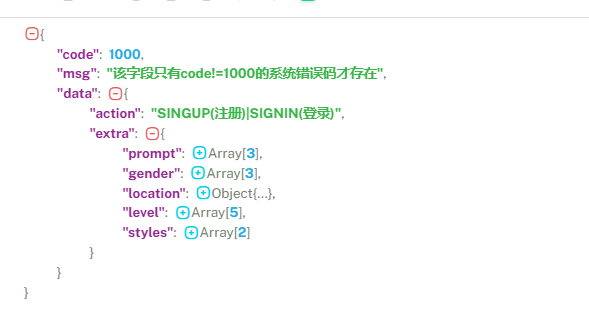 {
"code": 1000,
"msg": "该字段只有code!=1000的系统错误码才存在",
"data": {
"action": "SINGUP(注册)|SIGNIN(登录)",
"extra": {
"prompt": Array[3],
"gender": Array[3],
"location": Object{...},
"level": Array[5],
"styles": Array[2]
}
}
}